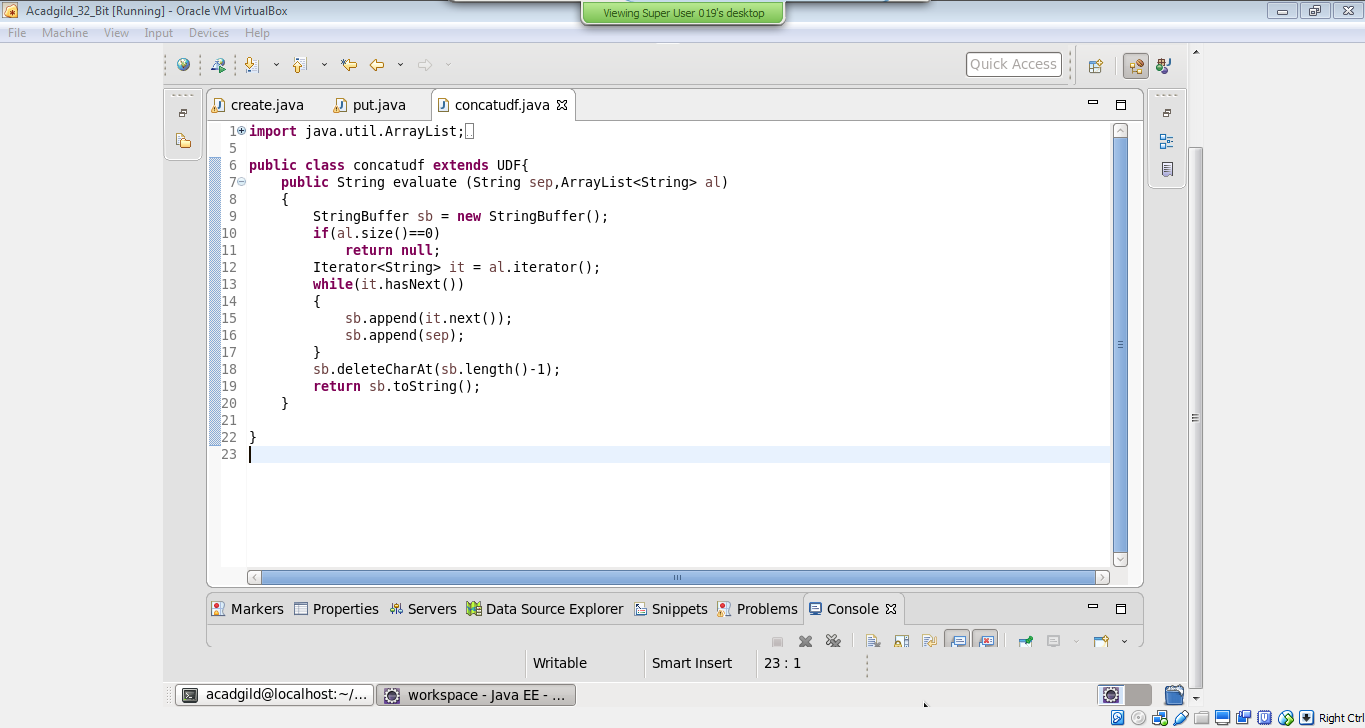 Acadgild_32_Bit [Running] - Oracle VM VirtualBox
Viewing Super User 019's desktop
File Machine View Input Devices Help
Quick Access
create.java put.java concatudf.java
1 import java.util.ArrayList;
5
6 public class concatudf extends UDF{
7 public String evaluate (String sep,ArrayList<String> al)
8 {
9 StringBuffer sb = new StringBuffer();
10 if(al.size()==0)
11 return null;
12 Iterator<String> it = al.iterator();
13 while(it.hasNext())
14 {
15 sb.append(it.next());
16 sb.append(sep);
17 }
18 sb.deleteCharAt(sb.length()-1);
19 return sb.toString();
20 }
21
22 }
23
Markers Properties Servers Data Source Explorer Snippets Problems Console
Writable Smart Insert 23 : 1
acadgild@localhost:~/... workspace - Java EE - ...
Right Ctrl